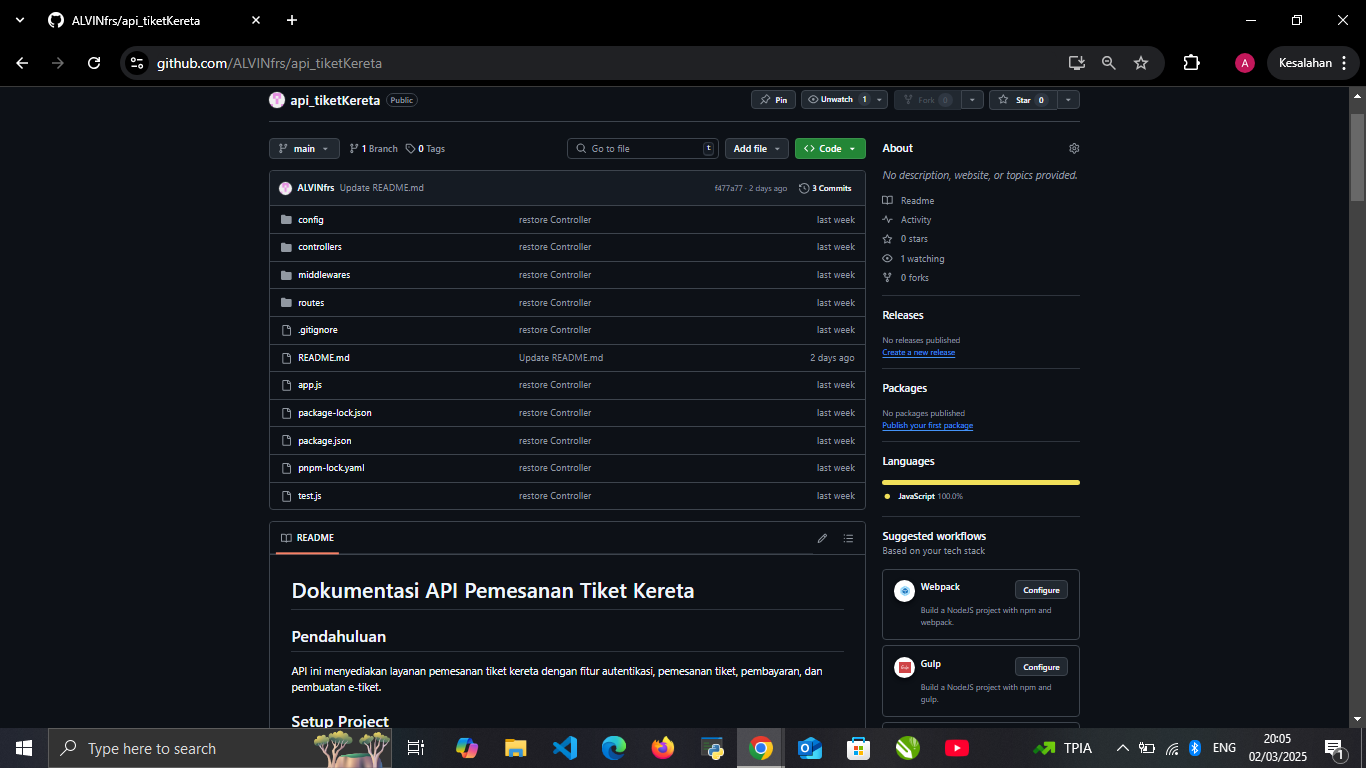 ALVINfrs/api_tiketKereta
github.com/ALVINfrs/api_tiketKereta
A
Kesalahan
api_tiketKereta Public
Pin
Unwatch 1
Fork 0
Star 0
main
1 Branch
0 Tags
Go to file t
Add file
Code
ALVINfrs Update README.md f477a77 · 2 days ago 3 Commits
config restore Controller last week
controllers restore Controller last week
middlewares restore Controller last week
routes restore Controller last week
.gitignore restore Controller last week
README.md Update README.md 2 days ago
app.js restore Controller last week
package-lock.json restore Controller last week
package.json restore Controller last week
pnpm-lock.yaml restore Controller last week
test.js restore Controller last week
README
Dokumentasi API Pemesanan Tiket Kereta
Pendahuluan
API ini menyediakan layanan pemesanan tiket kereta dengan fitur autentikasi, pemesanan tiket, pembayaran, dan
pembuatan e-tiket.
Setup Project
About
No description, website, or topics provided.
Readme
Activity
0 stars
1 watching
0 forks
Releases
No releases published
Create a new release
Packages
No packages published
Publish your first package
Languages
JavaScript 100.0%
Suggested workflows
Based on your tech stack
Webpack
Configure
Build a NodeJS project with npm and
webpack.
Gulp
Configure
Build a NodeJS project with npm and
gulp.
Type here to search
TPIA
ENG
20:05
02/03/2025
1